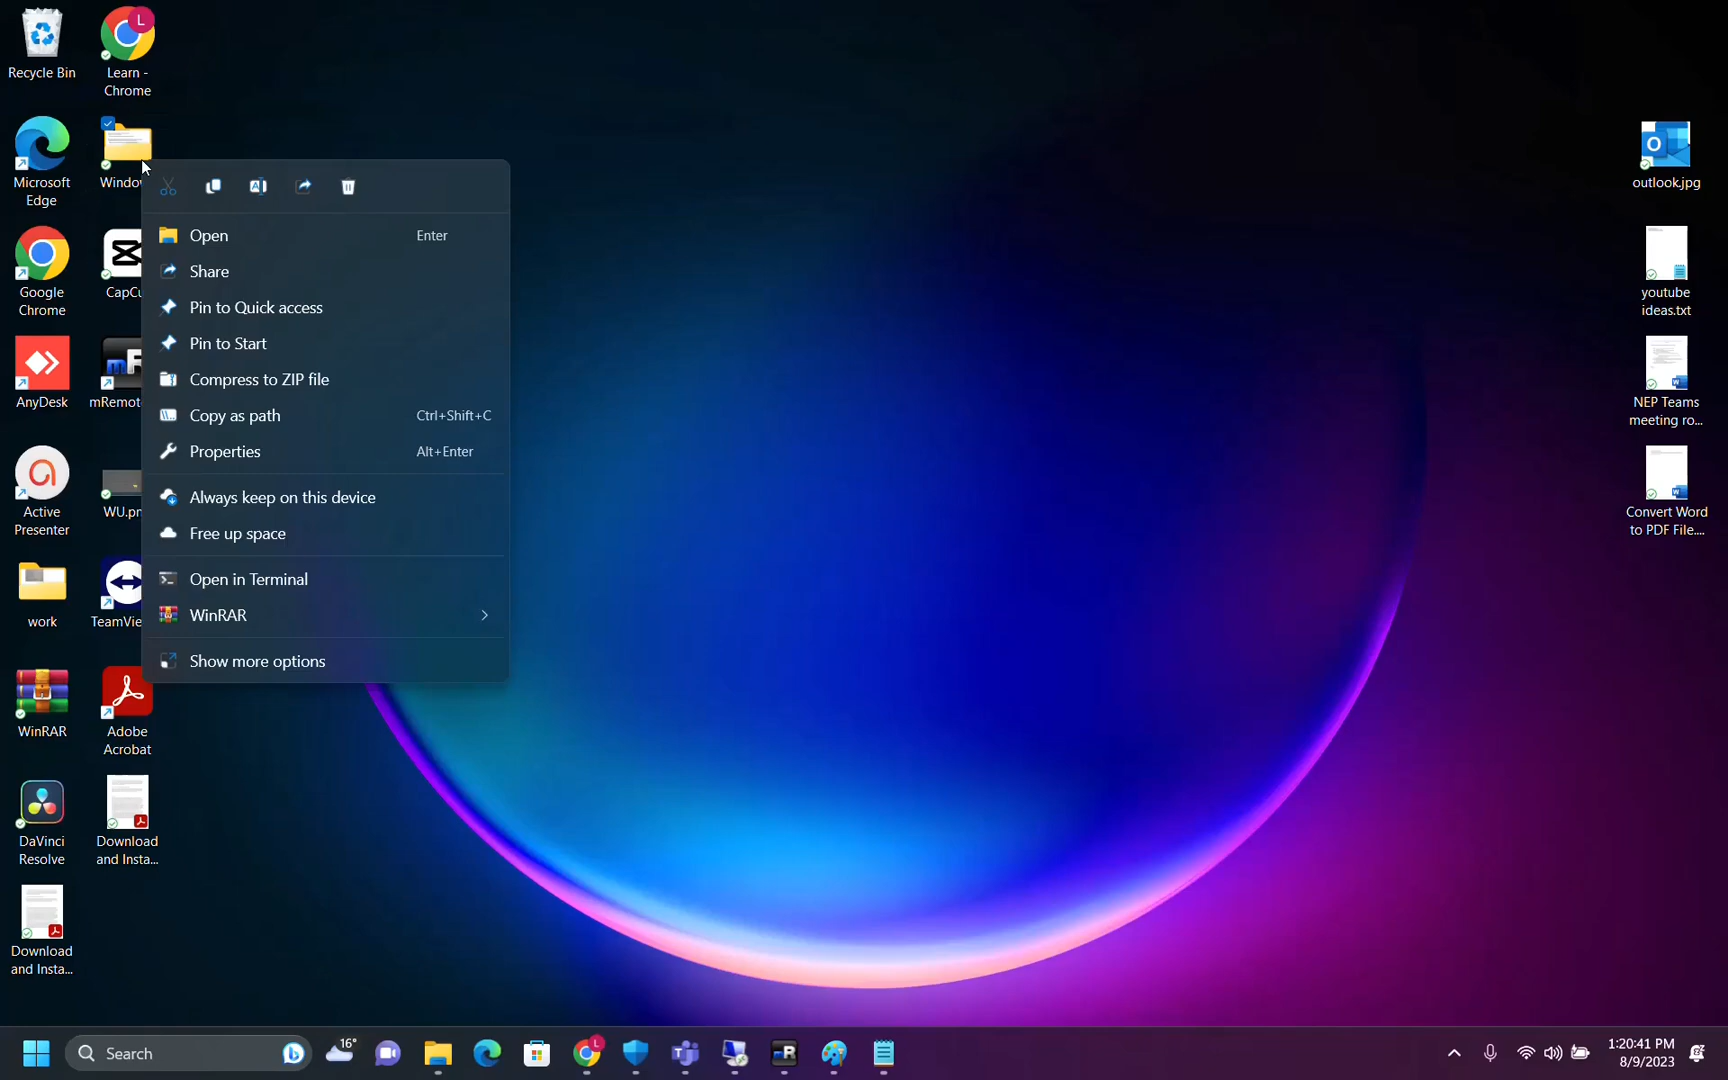 Recycle Bin
Learn -
Chrome
Microsoft
Edge
Google
Chrome
AnyDesk
Active
Presenter
work
WinRAR
DaVinci
Resolve
Download
and Insta...
Windo
CapCu
mRemot
WU.pn
TeamVie
Adobe
Acrobat
Download
and Insta...
Open Enter
Share
Pin to Quick access
Pin to Start
Compress to ZIP file
Copy as path Ctrl+Shift+C
Properties Alt+Enter
Always keep on this device
Free up space
Open in Terminal
WinRAR
Show more options
outlook.jpg
youtube
ideas.txt
NEP Teams
meeting ro...
Convert Word
to PDF File....
Search
16°
1:20:41 PM
8/9/2023